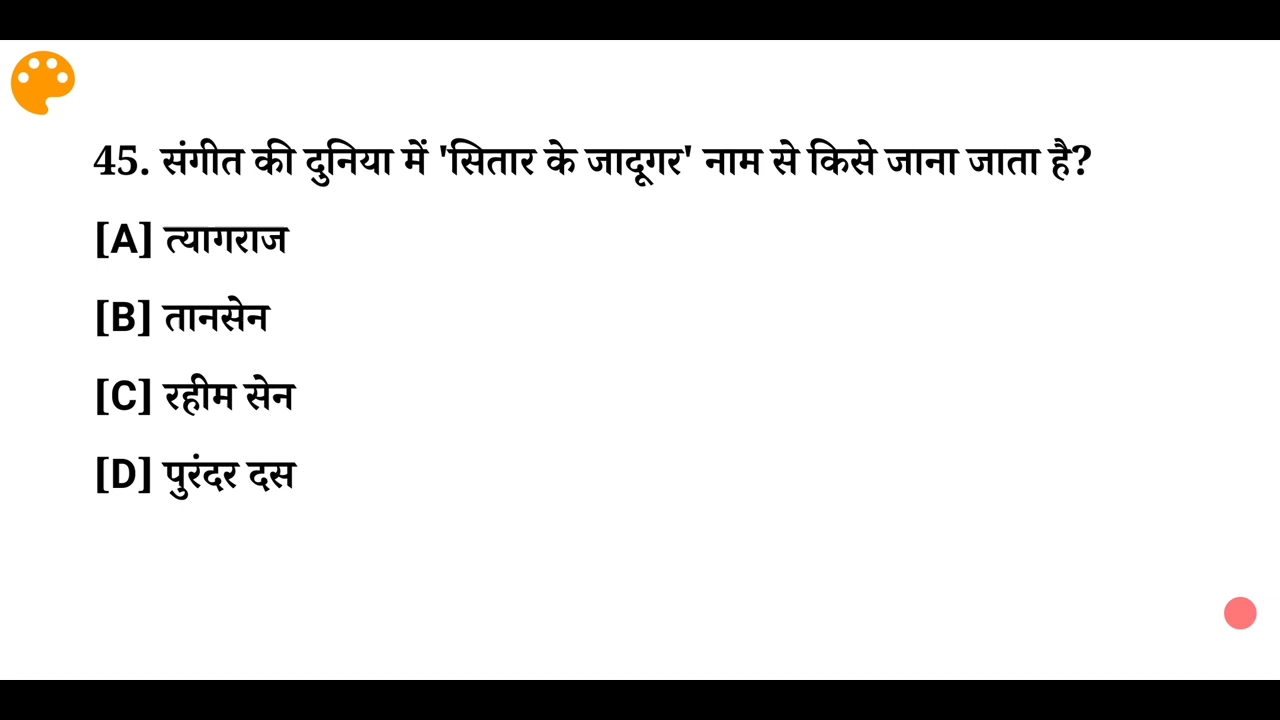 45. संगीत की दुनिया में 'सितार के जादूगर' नाम से किसे जाना जाता है?
[A] त्यागराज
[B] तानसेन
[C] रहीम सेन
[D] पुरंदर दस